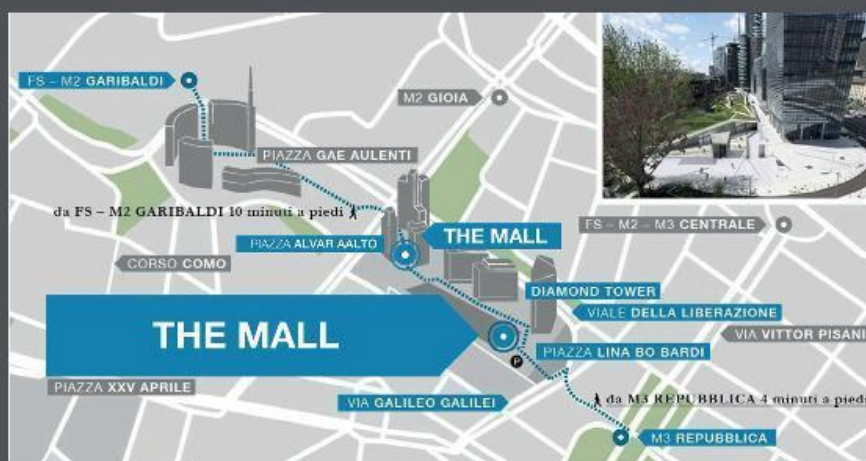 FS – M2 GARIBALDI
M2 GIOIA
PIAZZA GAE AULENTI
da FS – M2 GARIBALDI 10 minuti a piedi
FS – M2 – M3 CENTRALE
THE MALL
PIAZZA ALVAR AALTO
CORSO COMO
DIAMOND TOWER
VIALE DELLA LIBERAZIONE
THE MALL
VIA VITTOR PISANI
PIAZZA LINA BO BARDI
P
PIAZZA XXV APRILE
VIA GALILEO GALILEI
da M3 REPUBBLICA 4 minuti a piedi
M3 REPUBBLICA